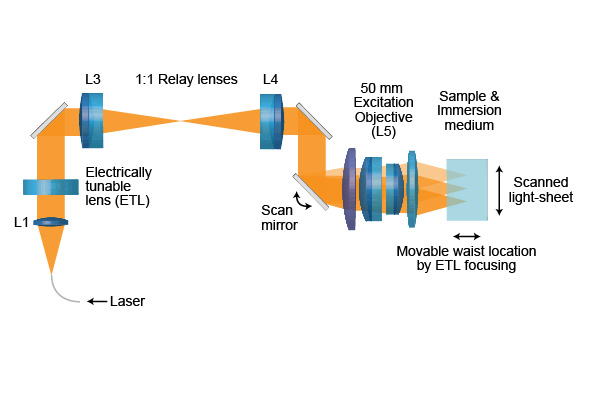 L3
1:1 Relay lenses
L4
50 mm
Excitation
Objective
(L5)
Sample &
Immersion
medium
Electrically
tunable
lens (ETL)
L1
Scan
mirror
Scanned
light-sheet
Movable waist location
by ETL focusing
Laser